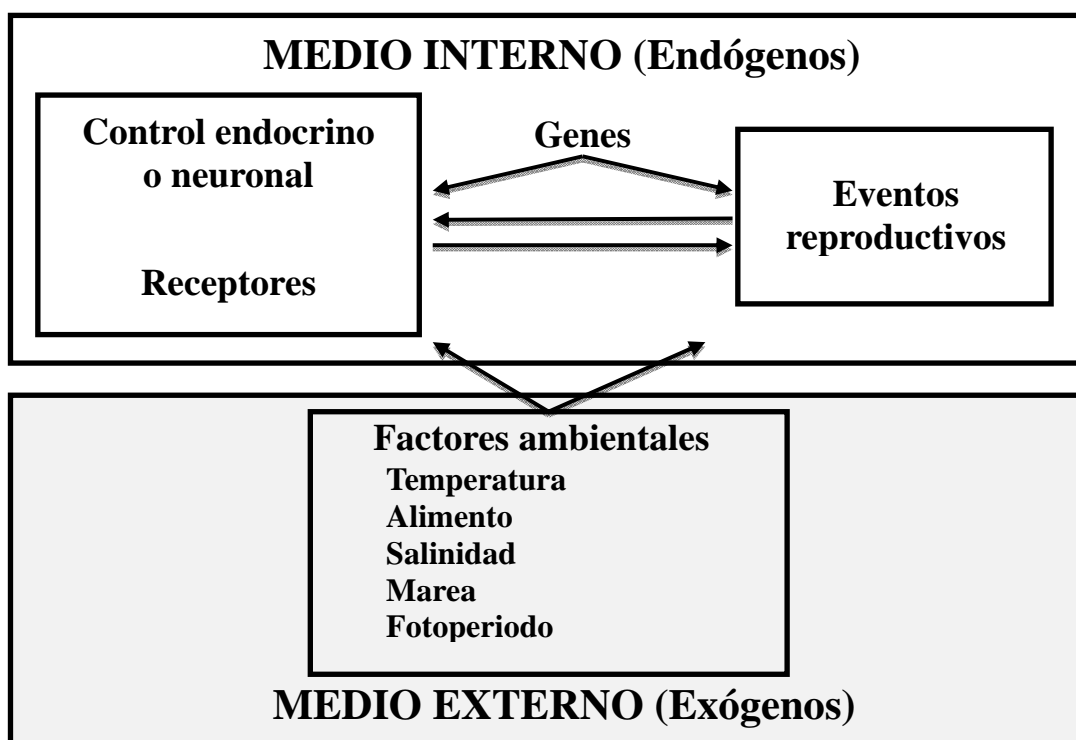 MEDIO INTERNO (Endógenos)
Control endocrino
o neuronal
Receptores
Genes
Eventos
reproductivos
Factores ambientales
Temperatura
Alimento
Salinidad
Marea
Fotoperiodo
MEDIO EXTERNO (Exógenos)